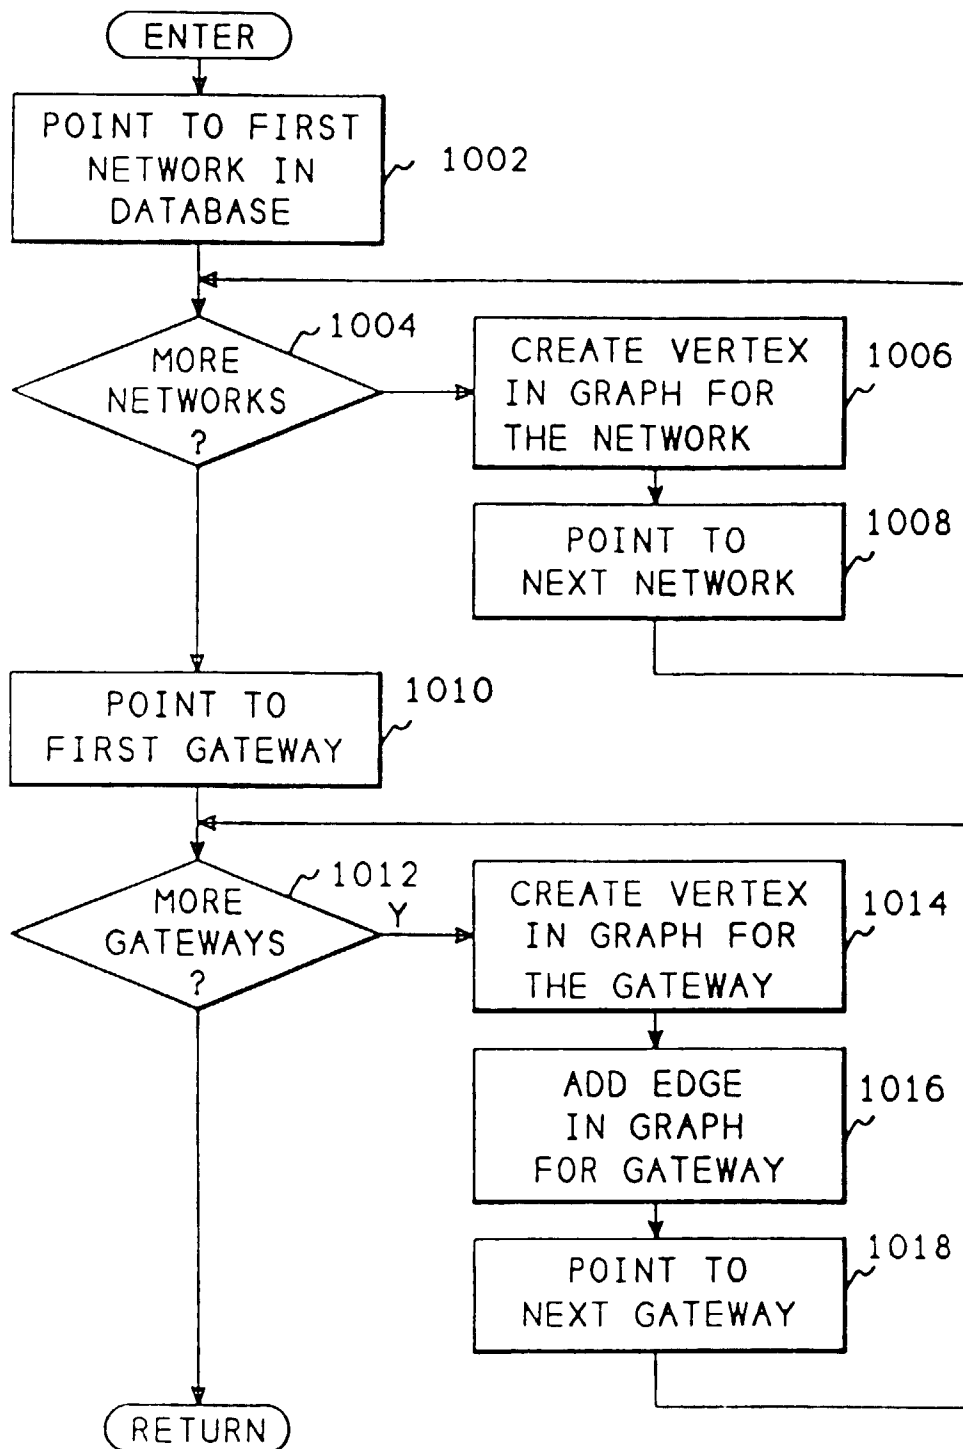 ENTER
POINT TO FIRST
NETWORK IN
DATABASE
1002
MORE
NETWORKS
?
1004
CREATE VERTEX
IN GRAPH FOR
THE NETWORK
1006
POINT TO
NEXT NETWORK
1008
POINT TO
FIRST GATEWAY
1010
MORE
GATEWAYS
?
1012
Y
CREATE VERTEX
IN GRAPH FOR
THE GATEWAY
1014
ADD EDGE
IN GRAPH
FOR GATEWAY
1016
POINT TO
NEXT GATEWAY
1018
RETURN